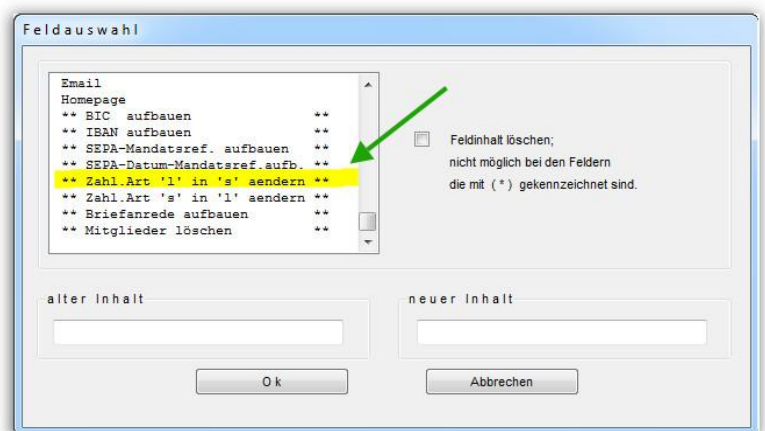 Feldauswahl
Email
Homepage
** BIC  aufbauen **
** IBAN aufbauen **
** SEPA-Mandatsref. aufbauen **
** SEPA-Datum-Mandatsref.aufb. **
** Zahl.Art 'l' in 's' aendern **
** Zahl.Art 's' in 'l' aendern **
** Briefanrede aufbauen **
** Mitglieder löschen **
Feldinhalt löschen;
nicht möglich bei den Feldern
die mit (*) gekennzeichnet sind.
alter Inhalt
neuer Inhalt
Ok
Abbrechen